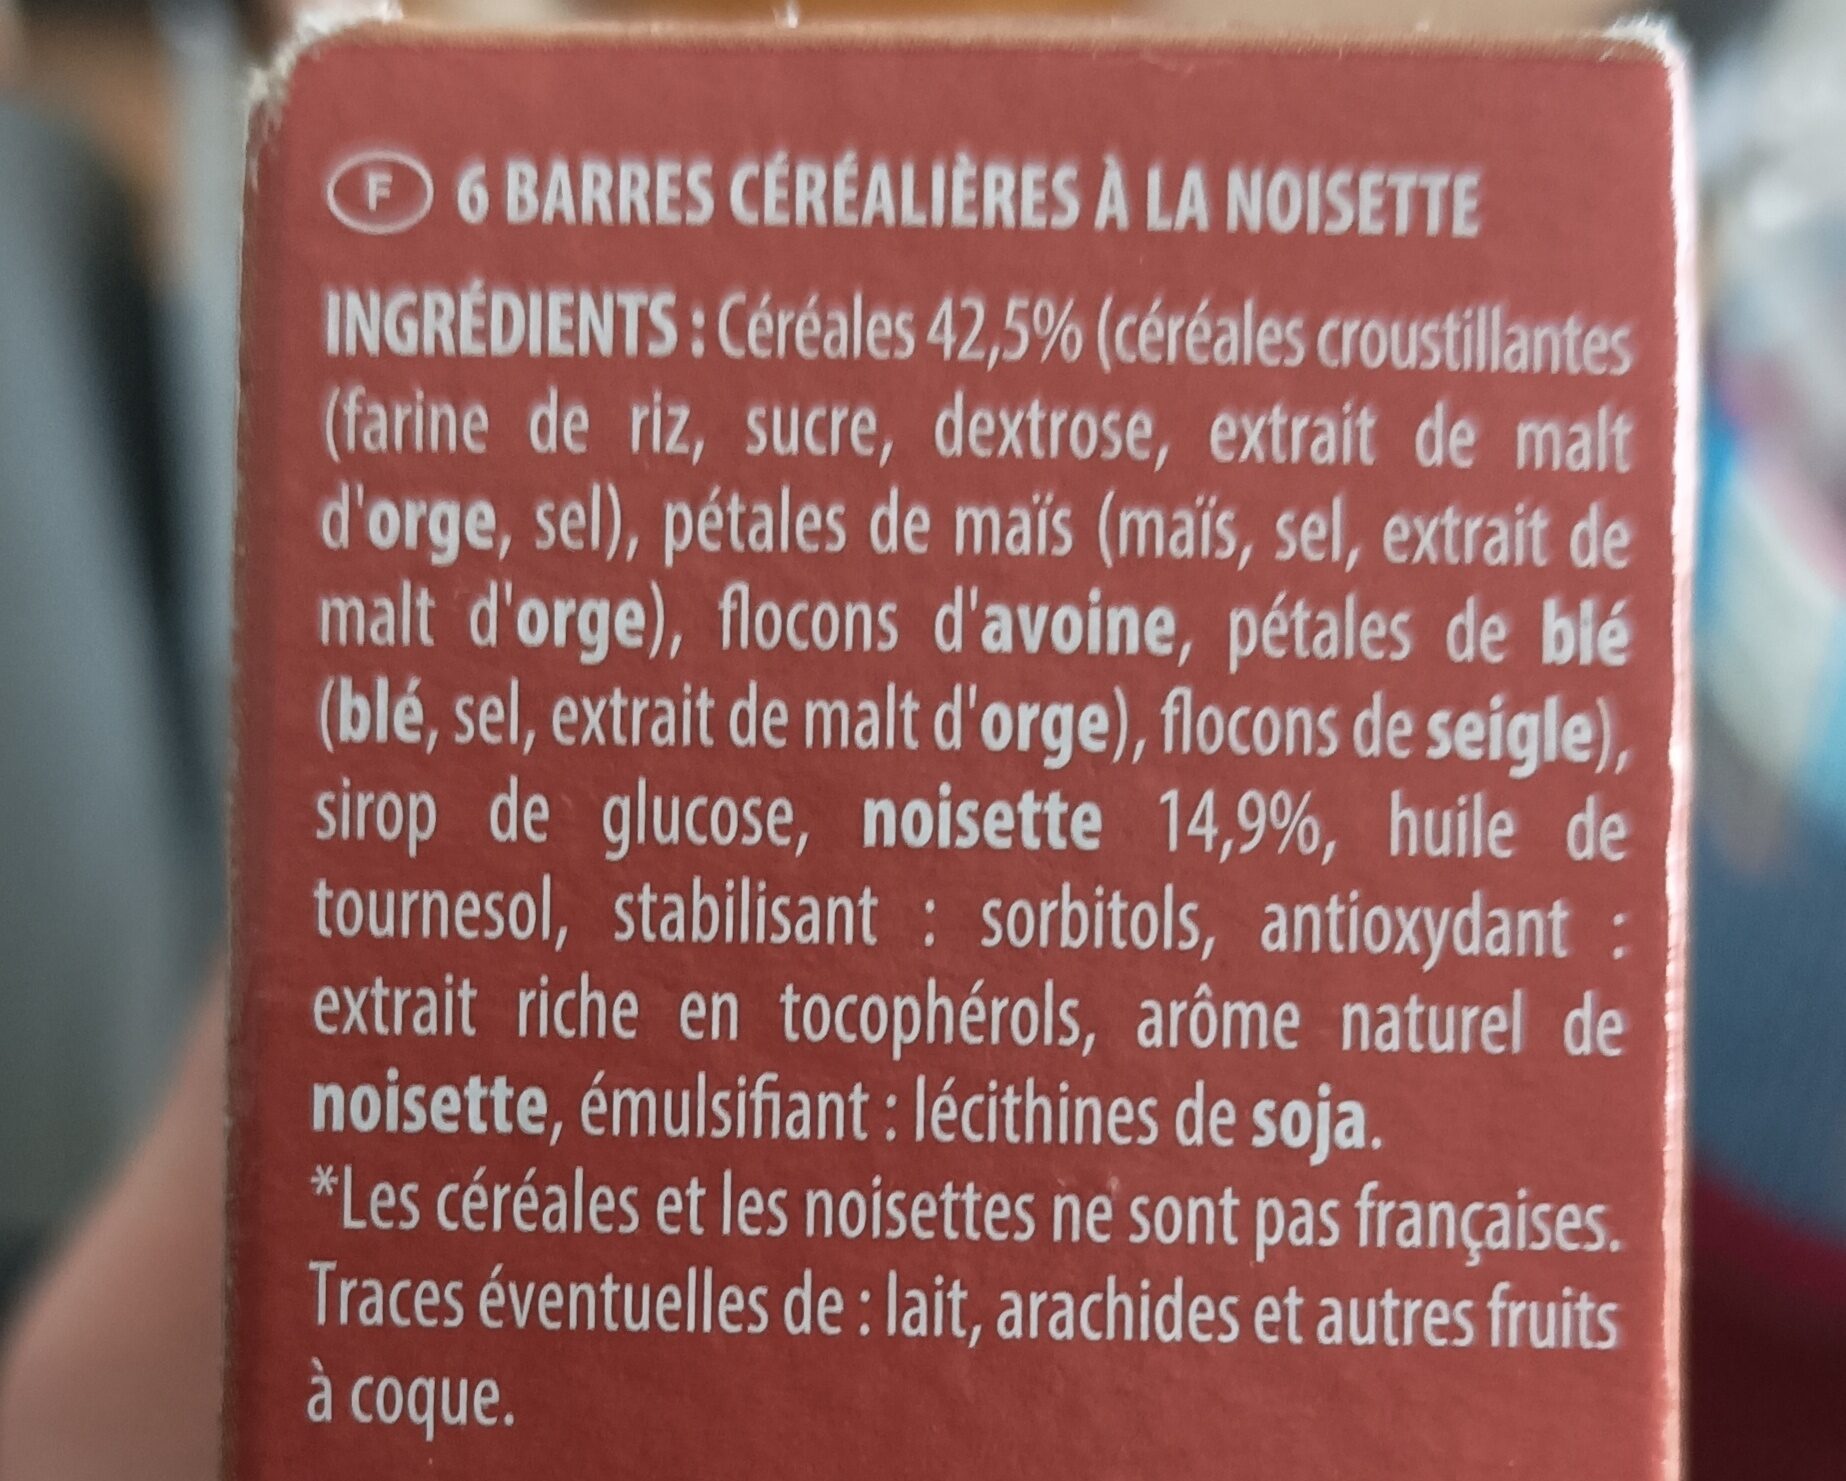 F 6 BARRES CÉRÉALIÈRES À LA NOISETTE
INGRÉDIENTS : Céréales 42,5% (céréales croustillantes
(farine de riz, sucre, dextrose, extrait de malt
d'orge, sel), pétales de maïs (maïs, sel, extrait de
malt d'orge), flocons d'avoine, pétales de blé
(blé, sel, extrait de malt d'orge), flocons de seigle),
sirop de glucose, noisette 14,9%, huile de
tournesol, stabilisant : sorbitols, antioxydant :
extrait riche en tocophérols, arôme naturel de
noisette, émulsifiant : lécithines de soja.
*Les céréales et les noisettes ne sont pas françaises.
Traces éventuelles de : lait, arachides et autres fruits
à coque.